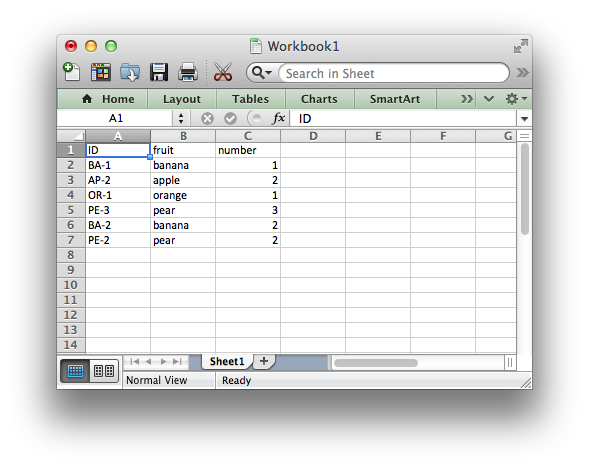 Workbook1
Search in Sheet
Home Layout Tables Charts SmartArt
A1 fx ID
A B C D E F G
1 ID fruit number
2 BA-1 banana 1
3 AP-2 apple 2
4 OR-1 orange 1
5 PE-3 pear 3
6 BA-2 banana 2
7 PE-2 pear 2
8
9
10
11
12
13
14
Sheet1
Normal View Ready